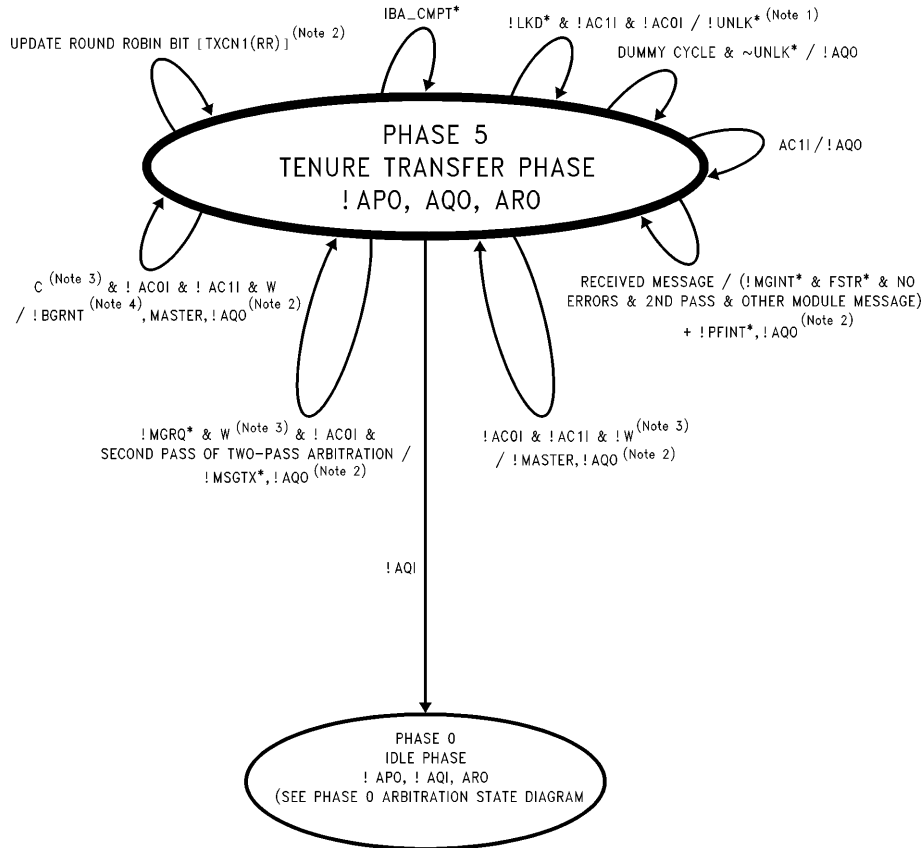 IBA_CMPT*
!LKD* & !AC1I & !AC0I / !UNLK* (Note 1)
UPDATE ROUND ROBIN BIT [TXCN1(RR)] (Note 2)
DUMMY CYCLE & ~UNLK* / !AQO
AC1I / !AQO
PHASE 5
TENURE TRANSFER PHASE
!APO, AQO, ARO
C (Note 3) & ! AC0I & ! AC1I & W
/ !BGRNT (Note 4), MASTER, !AQO (Note 2)
RECEIVED MESSAGE / (!MGINT* & FSTR* & NO
ERRORS & 2ND PASS & OTHER MODULE MESSAGE)
+ !PFINT*, !AQO (Note 2)
!MGRQ* & W (Note 3) & ! AC0I &
SECOND PASS OF TWO-PASS ARBITRATION /
!MSGTX*, !AQO (Note 2)
!AC0I & !AC1I & !W (Note 3)
/ !MASTER, !AQO (Note 2)
!AQI
PHASE 0
IDLE PHASE
! APO, ! AQI, ARO
(SEE PHASE 0 ARBITRATION STATE DIAGRAM